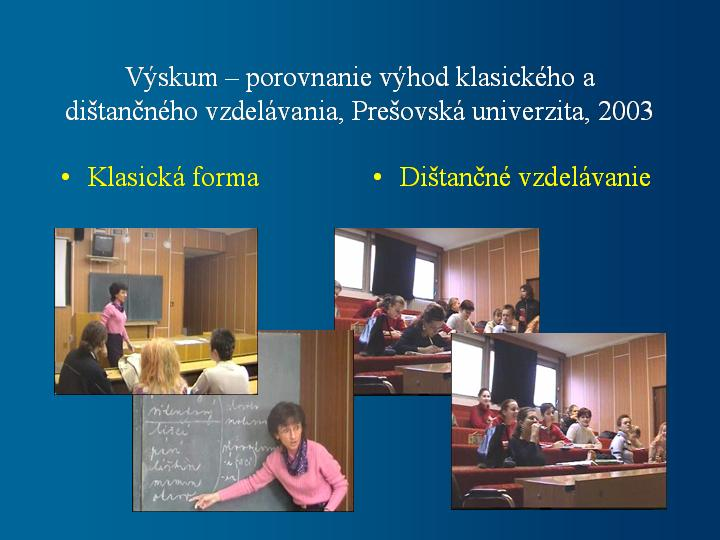 Výskum – porovnanie výhod klasického a
dištančného vzdelávania, Prešovská univerzita, 2003
• Klasická forma
• Dištančné vzdelávanie